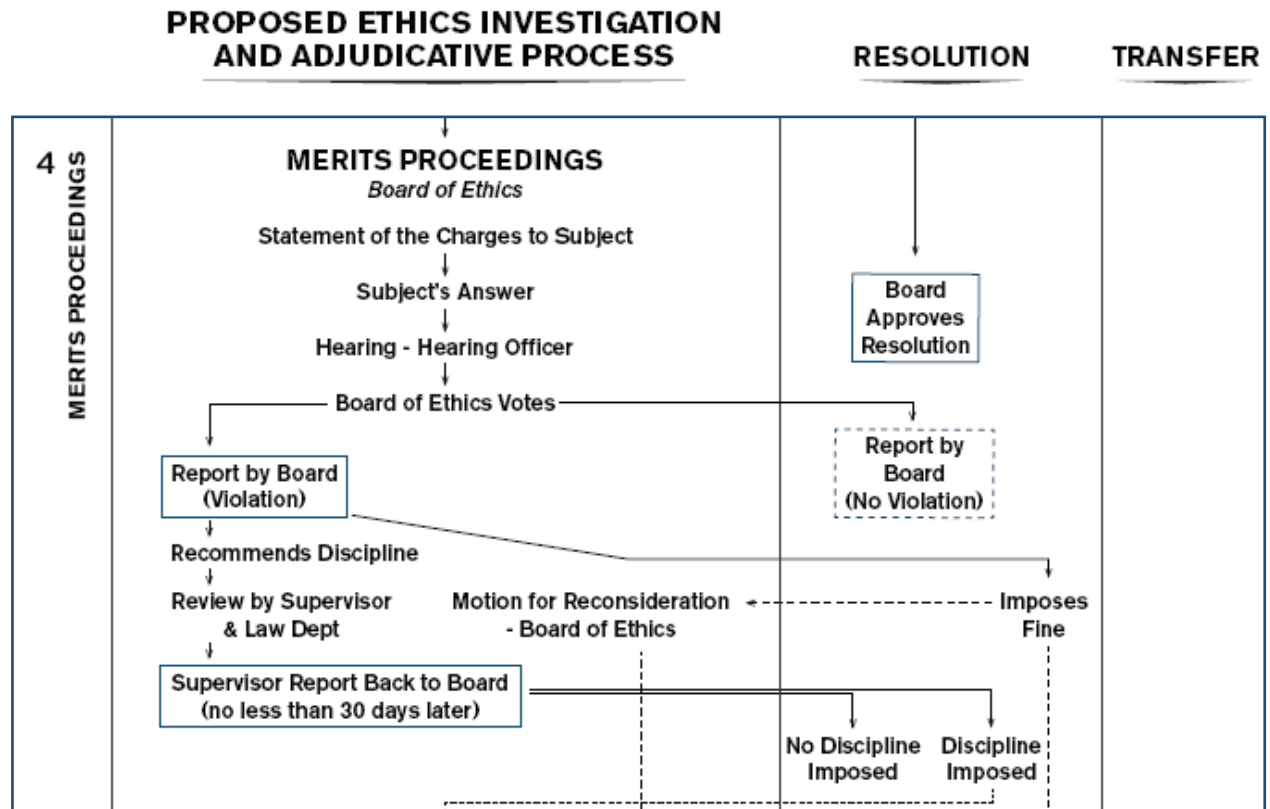 PROPOSED ETHICS INVESTIGATION
AND ADJUDICATIVE PROCESS
RESOLUTION
TRANSFER
4
MERITS PROCEEDINGS
MERITS PROCEEDINGS
Board of Ethics
Statement of the Charges to Subject
Subject's Answer
Hearing - Hearing Officer
Board of Ethics Votes
Board
Approves
Resolution
Report by Board
(Violation)
Report by
Board
(No Violation)
Recommends Discipline
Review by Supervisor
& Law Dept
Motion for Reconsideration
- Board of Ethics
Imposes
Fine
Supervisor Report Back to Board
(no less than 30 days later)
No Discipline
Imposed
Discipline
Imposed